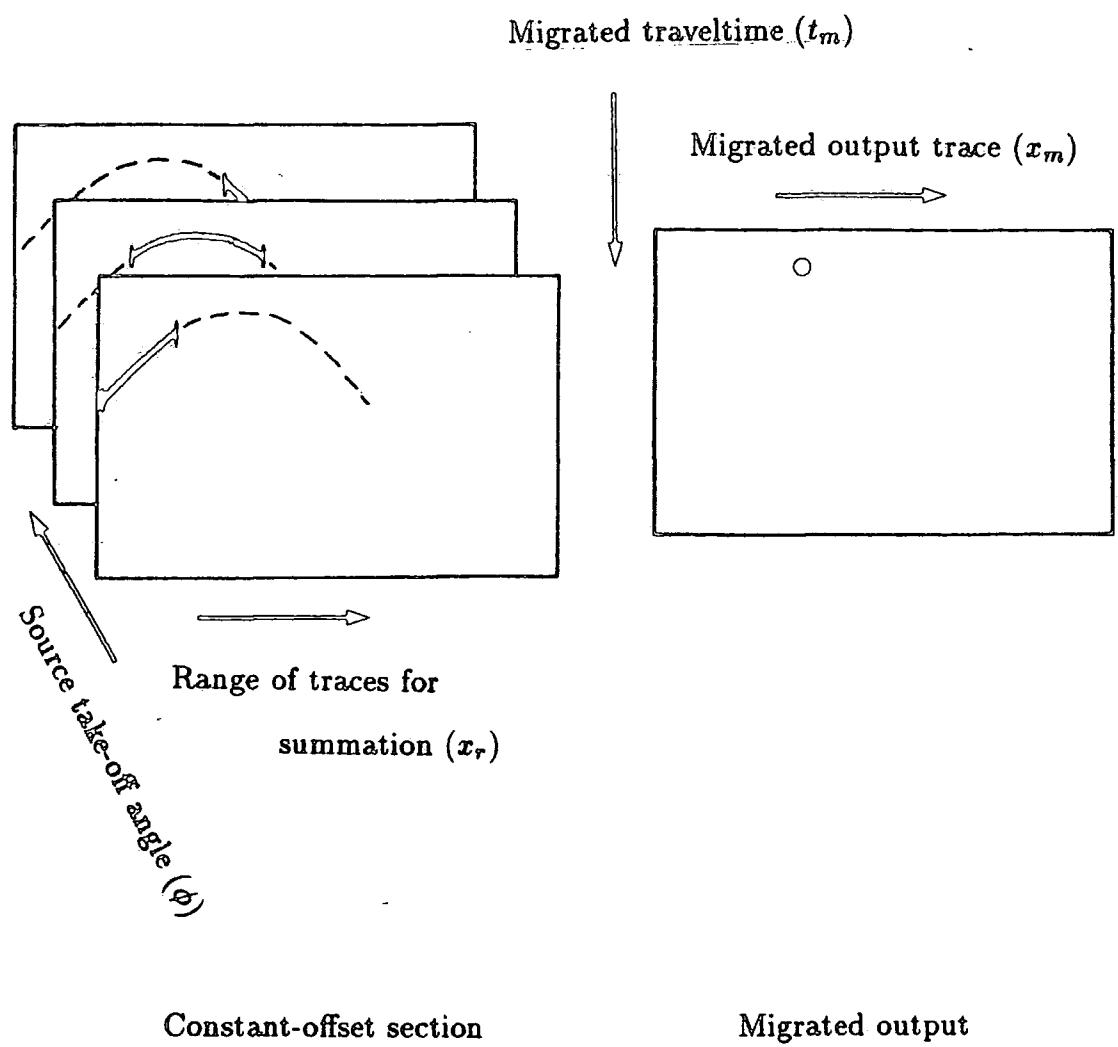 Migrated traveltime (t_m)
Migrated output trace (x_m)
Source take-off angle (ϕ)
Range of traces for
summation (x_r)
Constant-offset section
Migrated output